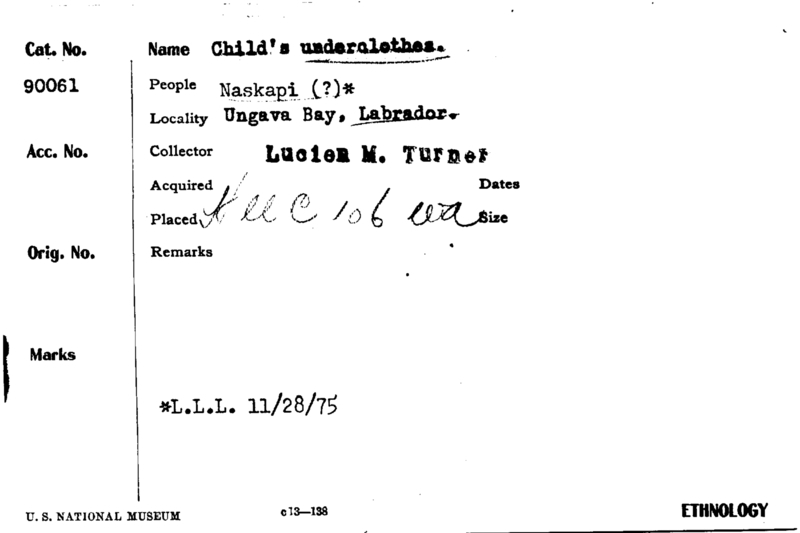 Cat. No. Name Child's underclothes.
90061 People Naskapi (?)*
Locality Ungava Bay, Labrador.
Acc. No. Collector Lucien M. Turner
Acquired Dates
Placed 106 Size
Orig. No. Remarks
Marks
*L.L.L. 11/28/75
U. S. NATIONAL MUSEUM c13—138 ETHNOLOGY